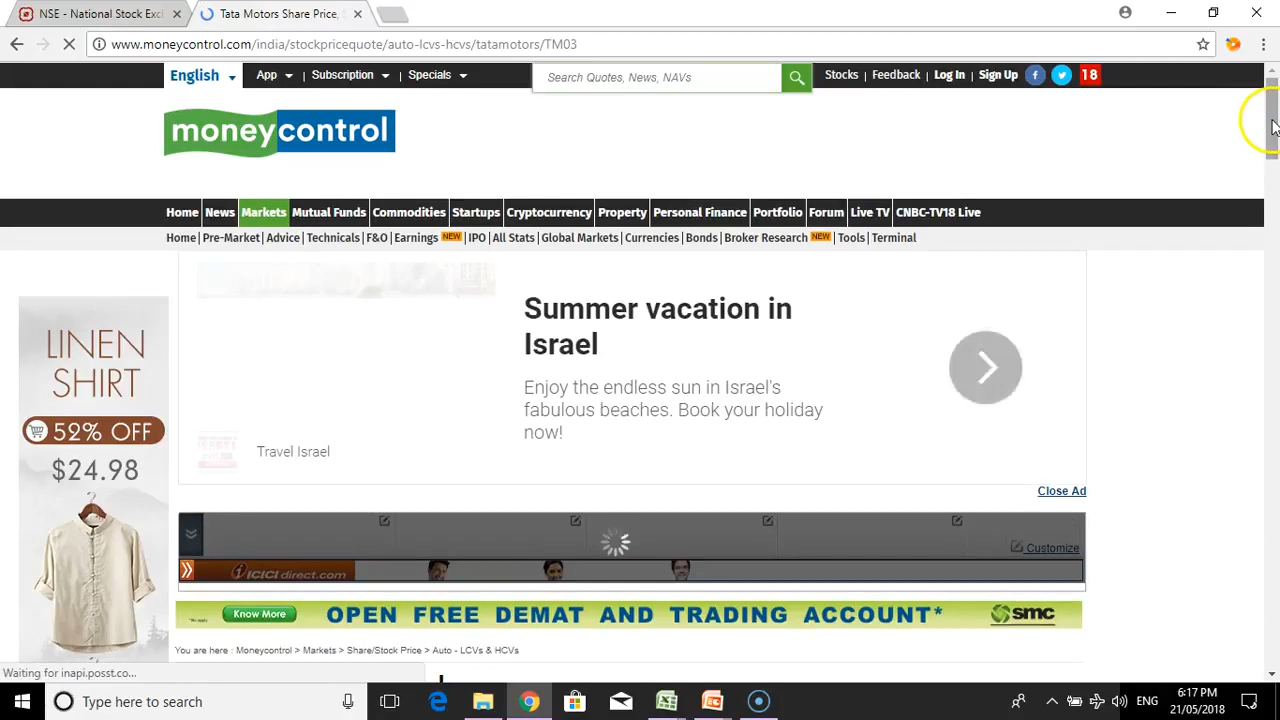 NSE - National Stock Exc
Tata Motors Share Price,
www.moneycontrol.com/india/stockpricequote/auto-lcvs-hcvs/tatamotors/TM03
English App Subscription Specials Search Quotes, News, NAVs Stocks Feedback Log In Sign Up 18
moneycontrol
Home News Markets Mutual Funds Commodities Startups Cryptocurrency Property Personal Finance Portfolio Forum Live TV CNBC-TV18 Live
Home Pre-Market Advice Technicals F&O Earnings NEW IPO All Stats Global Markets Currencies Bonds Broker Research NEW Tools Terminal
Summer vacation in
Israel
Enjoy the endless sun in Israel's
fabulous beaches. Book your holiday
now!
Travel Israel
Close Ad
LINEN
SHIRT
52% OFF
$24.98
Customize
ICICI direct.com
Know More OPEN FREE DEMAT AND TRADING ACCOUNT* smc
You are here : Moneycontrol > Markets > Share/Stock Price > Auto - LCVs & HCVs
Waiting for inapi.posst.co...
Type here to search
ENG
6:17 PM
21/05/2018